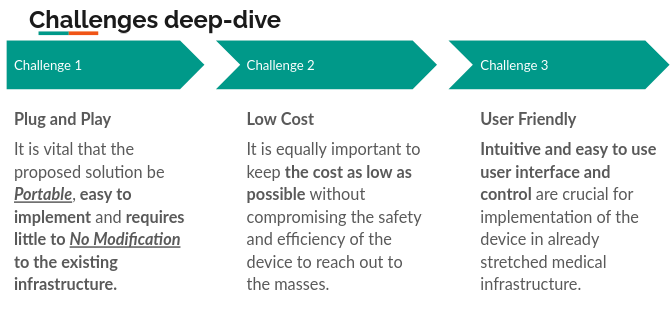 Challenges deep-dive
Challenge 1
Challenge 2
Challenge 3
Plug and Play
It is vital that the
proposed solution be
Portable, easy to
implement and requires
little to No Modification
to the existing
infrastructure.
Low Cost
It is equally important to
keep the cost as low as
possible without
compromising the safety
and efficiency of the
device to reach out to
the masses.
User Friendly
Intuitive and easy to use
user interface and
control are crucial for
implementation of the
device in already
stretched medical
infrastructure.